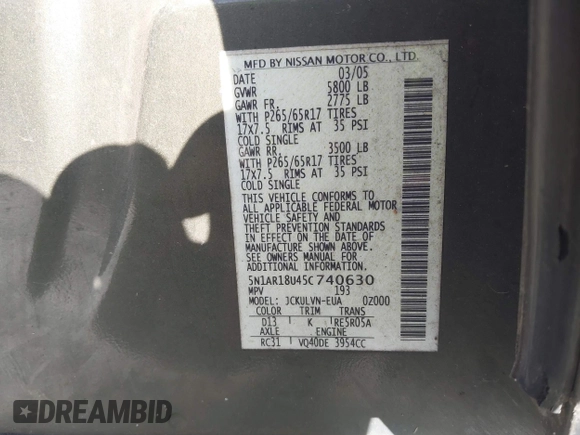 MFD BY NISSAN MOTOR CO., LTD
DATE 03/05
GVWR 5800 LB
GAWR FR. 2775 LB
WITH P265/65R17 TIRES
17X7.5 RIMS AT 35 PSI
COLD SINGLE
GAWR RR. 3500 LB
WITH P265/65R17 TIRES
17X7.5 RIMS AT 35 PSI
COLD SINGLE
THIS VEHICLE CONFORMS TO
ALL APPLICABLE FEDERAL MOTOR
VEHICLE SAFETY AND
THEFT PREVENTION STANDARDS
IN EFFECT ON THE DATE OF
MANUFACTURE SHOWN ABOVE.
SEE OWNERS MANUAL FOR
ADDITIONAL INFORMATION
5N1AR18U45C740630
MPV 193
MODEL: JCKULVN-EUA 02000
COLOR TRIM TRANS
D13 K RE5R05A
AXLE ENGINE
RC31 VQ40DE 3954CC
DREAMBID